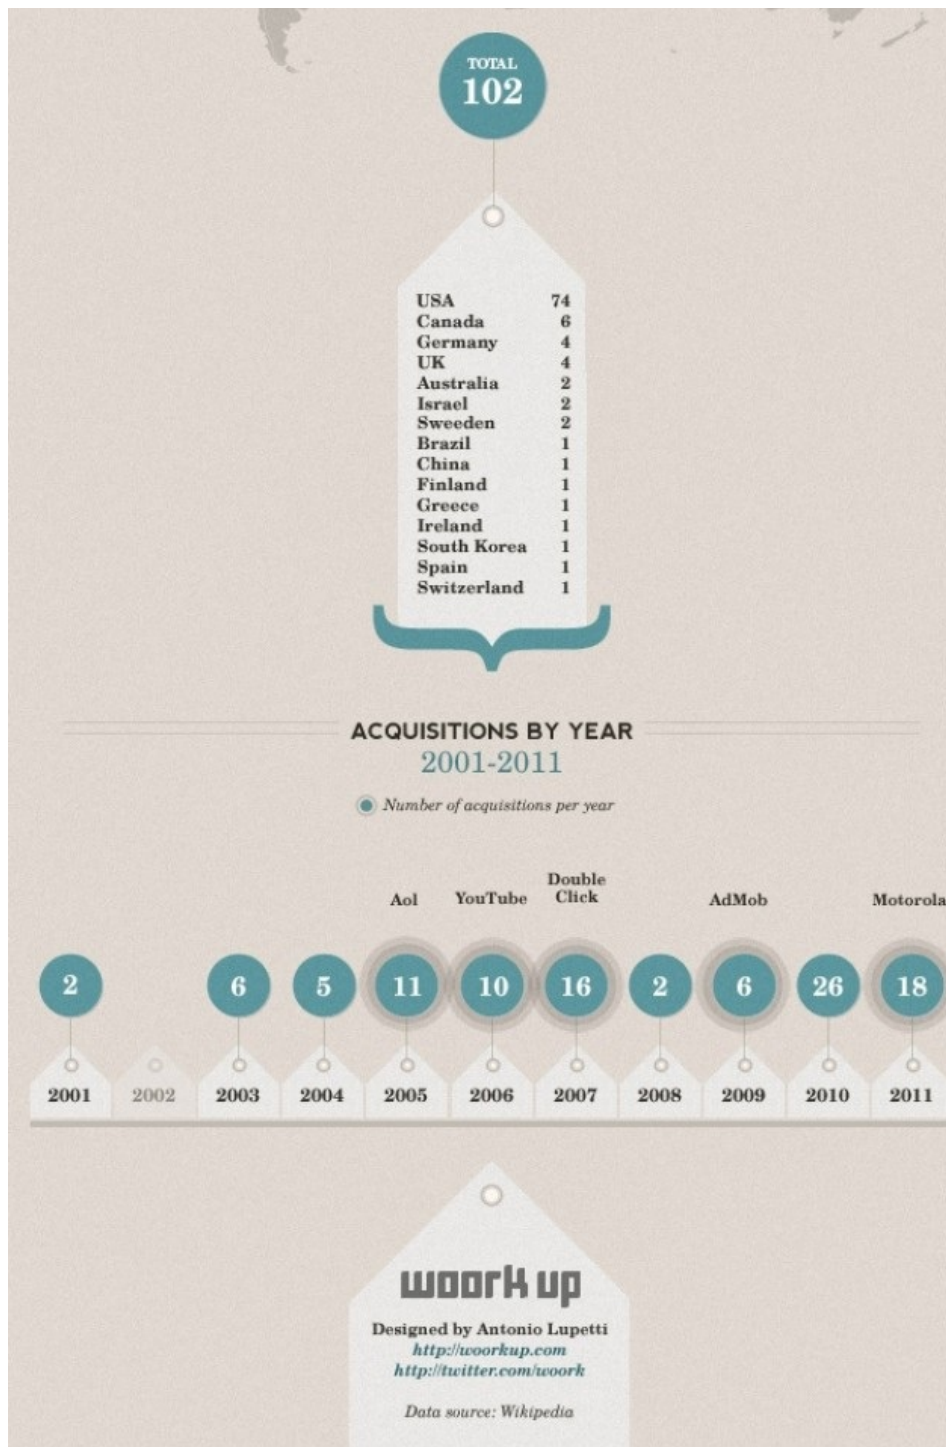 TOTAL
102
USA 74
Canada 6
Germany 4
UK 4
Australia 2
Israel 2
Sweeden 2
Brazil 1
China 1
Finland 1
Greece 1
Ireland 1
South Korea 1
Spain 1
Switzerland 1
ACQUISITIONS BY YEAR
2001-2011
Number of acquisitions per year
Aol YouTube Double Click AdMob Motorola
2 6 5 11 10 16 2 6 26 18
2001 2002 2003 2004 2005 2006 2007 2008 2009 2010 2011
woork up
Designed by Antonio Lupetti
http://woorkup.com
http://twitter.com/woork
Data source: Wikipedia